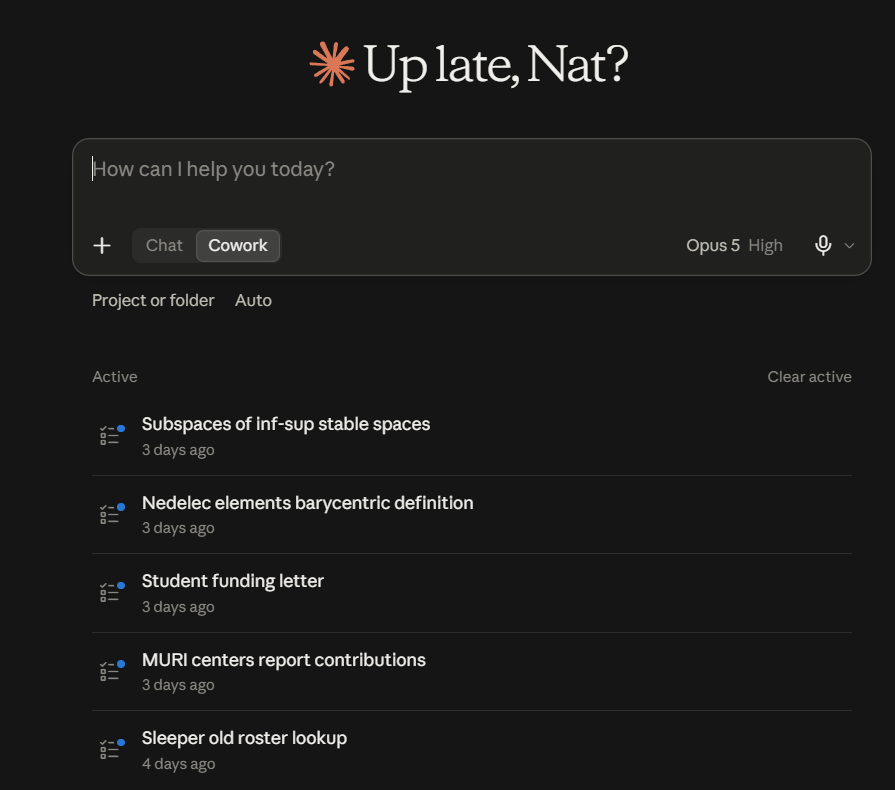 Up late, Nat?
How can I help you today?
Chat Cowork Opus 5 High
Project or folder Auto
Active Clear active
Subspaces of inf-sup stable spaces
3 days ago
Nedelec elements barycentric definition
3 days ago
Student funding letter
3 days ago
MURI centers report contributions
3 days ago
Sleeper old roster lookup
4 days ago